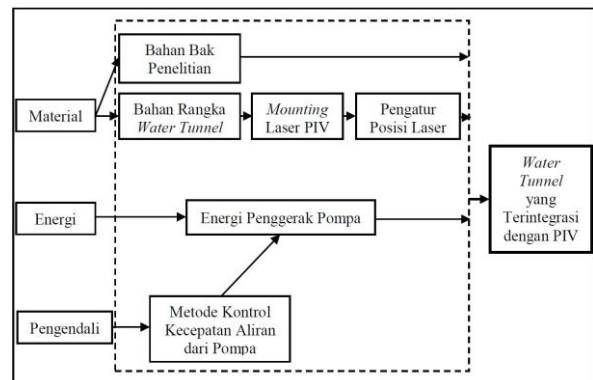 Bahan Bak
Penelitian
Material
Bahan Rangka
Water Tunnel
Mounting
Laser PIV
Pengatur
Posisi Laser
Water
Tunnel
yang
Terintegrasi
dengan PIV
Energi
Energi Penggerak Pompa
Pengendali
Metode Kontrol
Kecepatan Aliran
dari Pompa